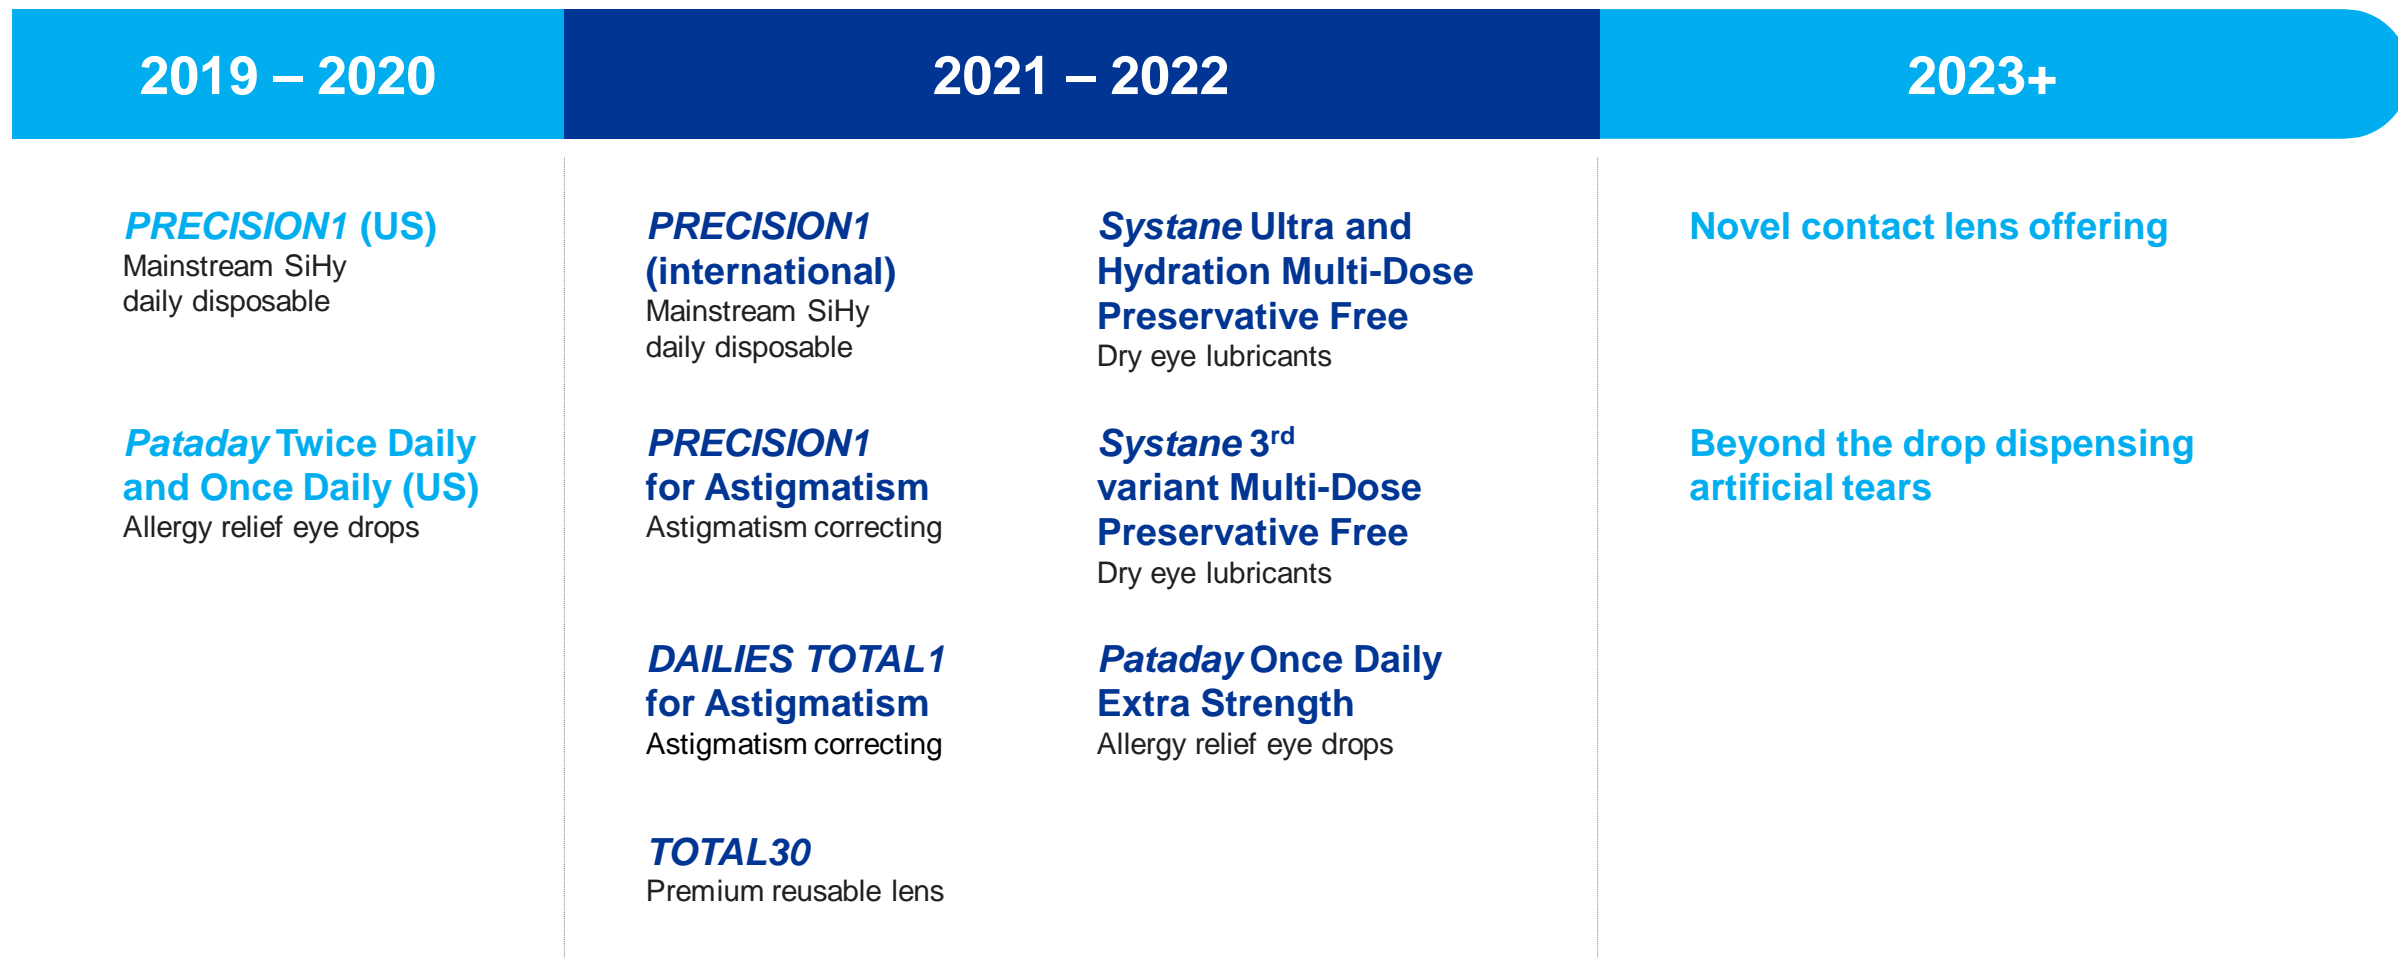 2019 – 2020
2021 – 2022
2023+
PRECISION1 (US)
Mainstream SiHy
daily disposable
Pataday Twice Daily
and Once Daily (US)
Allergy relief eye drops
PRECISION1
(international)
Mainstream SiHy
daily disposable
PRECISION1
for Astigmatism
Astigmatism correcting
DAILIES TOTAL1
for Astigmatism
Astigmatism correcting
TOTAL30
Premium reusable lens
Systane Ultra and
Hydration Multi-Dose
Preservative Free
Dry eye lubricants
Systane 3rd
variant Multi-Dose
Preservative Free
Dry eye lubricants
Pataday Once Daily
Extra Strength
Allergy relief eye drops
Novel contact lens offering
Beyond the drop dispensing
artificial tears